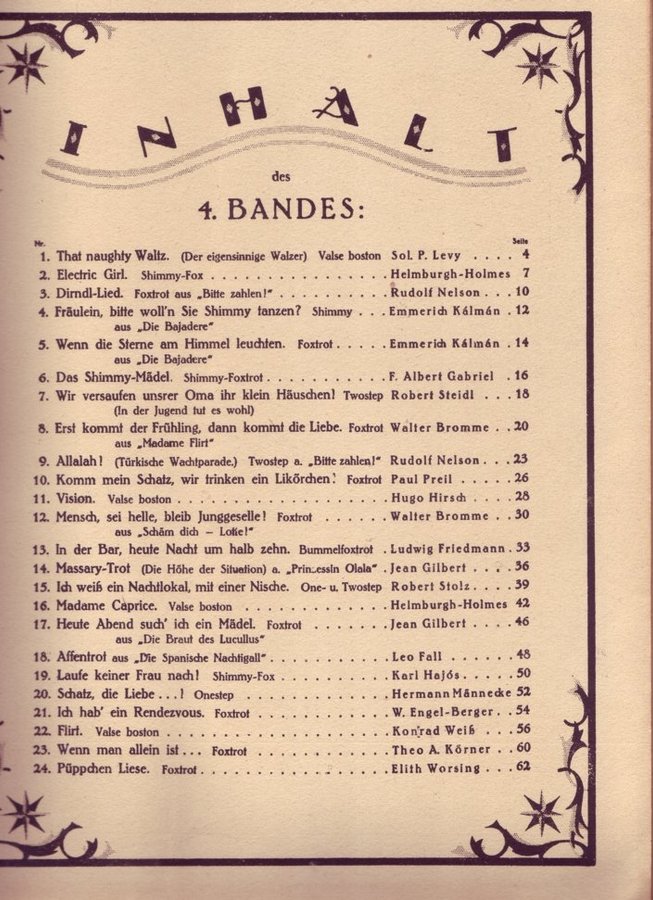 INHALT
des
4. BANDES:
Nr. Seite
1. That naughty Waltz. (Der eigensinnige Walzer) Valse boston Sol. P. Levy . . . . 4
2. Electric Girl. Shimmy-Fox . . . . . . . . . . . . . . . . Helmburgh-Holmes 7
3. Dirndl-Lied. Foxtrot aus „Bitte zahlen!“ . . . . . . . . . . Rudolf Nelson . . . 10
4. Fräulein, bitte woll'n Sie Shimmy tanzen? Shimmy . . . Emmerich Kálmán . 12
aus „Die Bajadere“
5. Wenn die Sterne am Himmel leuchten. Foxtrot . . . . . Emmerich Kálmán . 14
aus „Die Bajadere“
6. Das Shimmy-Mädel. Shimmy-Foxtrot . . . . . . . . . . . F. Albert Gabriel . 16
7. Wir versaufen unsrer Oma ihr klein Häuschen! Twostep Robert Steidl . . . 18
(In der Jugend tut es wohl)
8. Erst kommt der Frühling, dann kommt die Liebe. Foxtrot Walter Bromme . . 20
aus „Madame Flirt“
9. Allalah! (Türkische Wachtparade.) Twostep a. „Bitte zahlen!“ Rudolf Nelson . . . 23
10. Komm mein Schatz, wir trinken ein Likörchen! Foxtrot Paul Preil . . . . . 26
11. Vision. Valse boston . . . . . . . . . . . . . . . . . . Hugo Hirsch . . . . 28
12. Mensch, sei helle, bleib Junggeselle! Foxtrot . . . . . . Walter Bromme . . 30
aus „Schäm dich – Lotte!“
13. In der Bar, heute Nacht um halb zehn. Bummelfoxtrot . Ludwig Friedmann . 33
14. Massary-Trot (Die Höhe der Situation) a. „Prinzessin Olala“ . Jean Gilbert . . . . 36
15. Ich weiß ein Nachtlokal, mit einer Nische. One- u. Twostep Robert Stolz. . . . 39
16. Madame Caprice. Valse boston . . . . . . . . . . . . . Helmburgh-Holmes 42
17. Heute Abend such' ich ein Mädel. Foxtrot . . . . . . . Jean Gilbert . . . . 46
aus „Die Braut des Lucullus“
18. Affentrot aus „Die Spanische Nachtigall“ . . . . . . . . . . . Leo Fall . . . . . . 48
19. Laufe keiner Frau nach! Shimmy-Fox . . . . . . . . . . Karl Hajós. . . . . 50
20. Schatz, die Liebe . . . ! Onestep . . . . . . . . . . . . . Hermann Männecke 52
21. Ich hab' ein Rendezvous. Foxtrot . . . . . . . . . . . . W. Engel-Berger. . 54
22. Flirt. Valse boston . . . . . . . . . . . . . . . . . . . Konrad Weiß . . . 56
23. Wenn man allein ist . . . Foxtrot . . . . . . . . . . . . Theo A. Körner . . 60
24. Püppchen Liese. Foxtrot . . . . . . . . . . . . . . . . Elith Worsing . . . 62